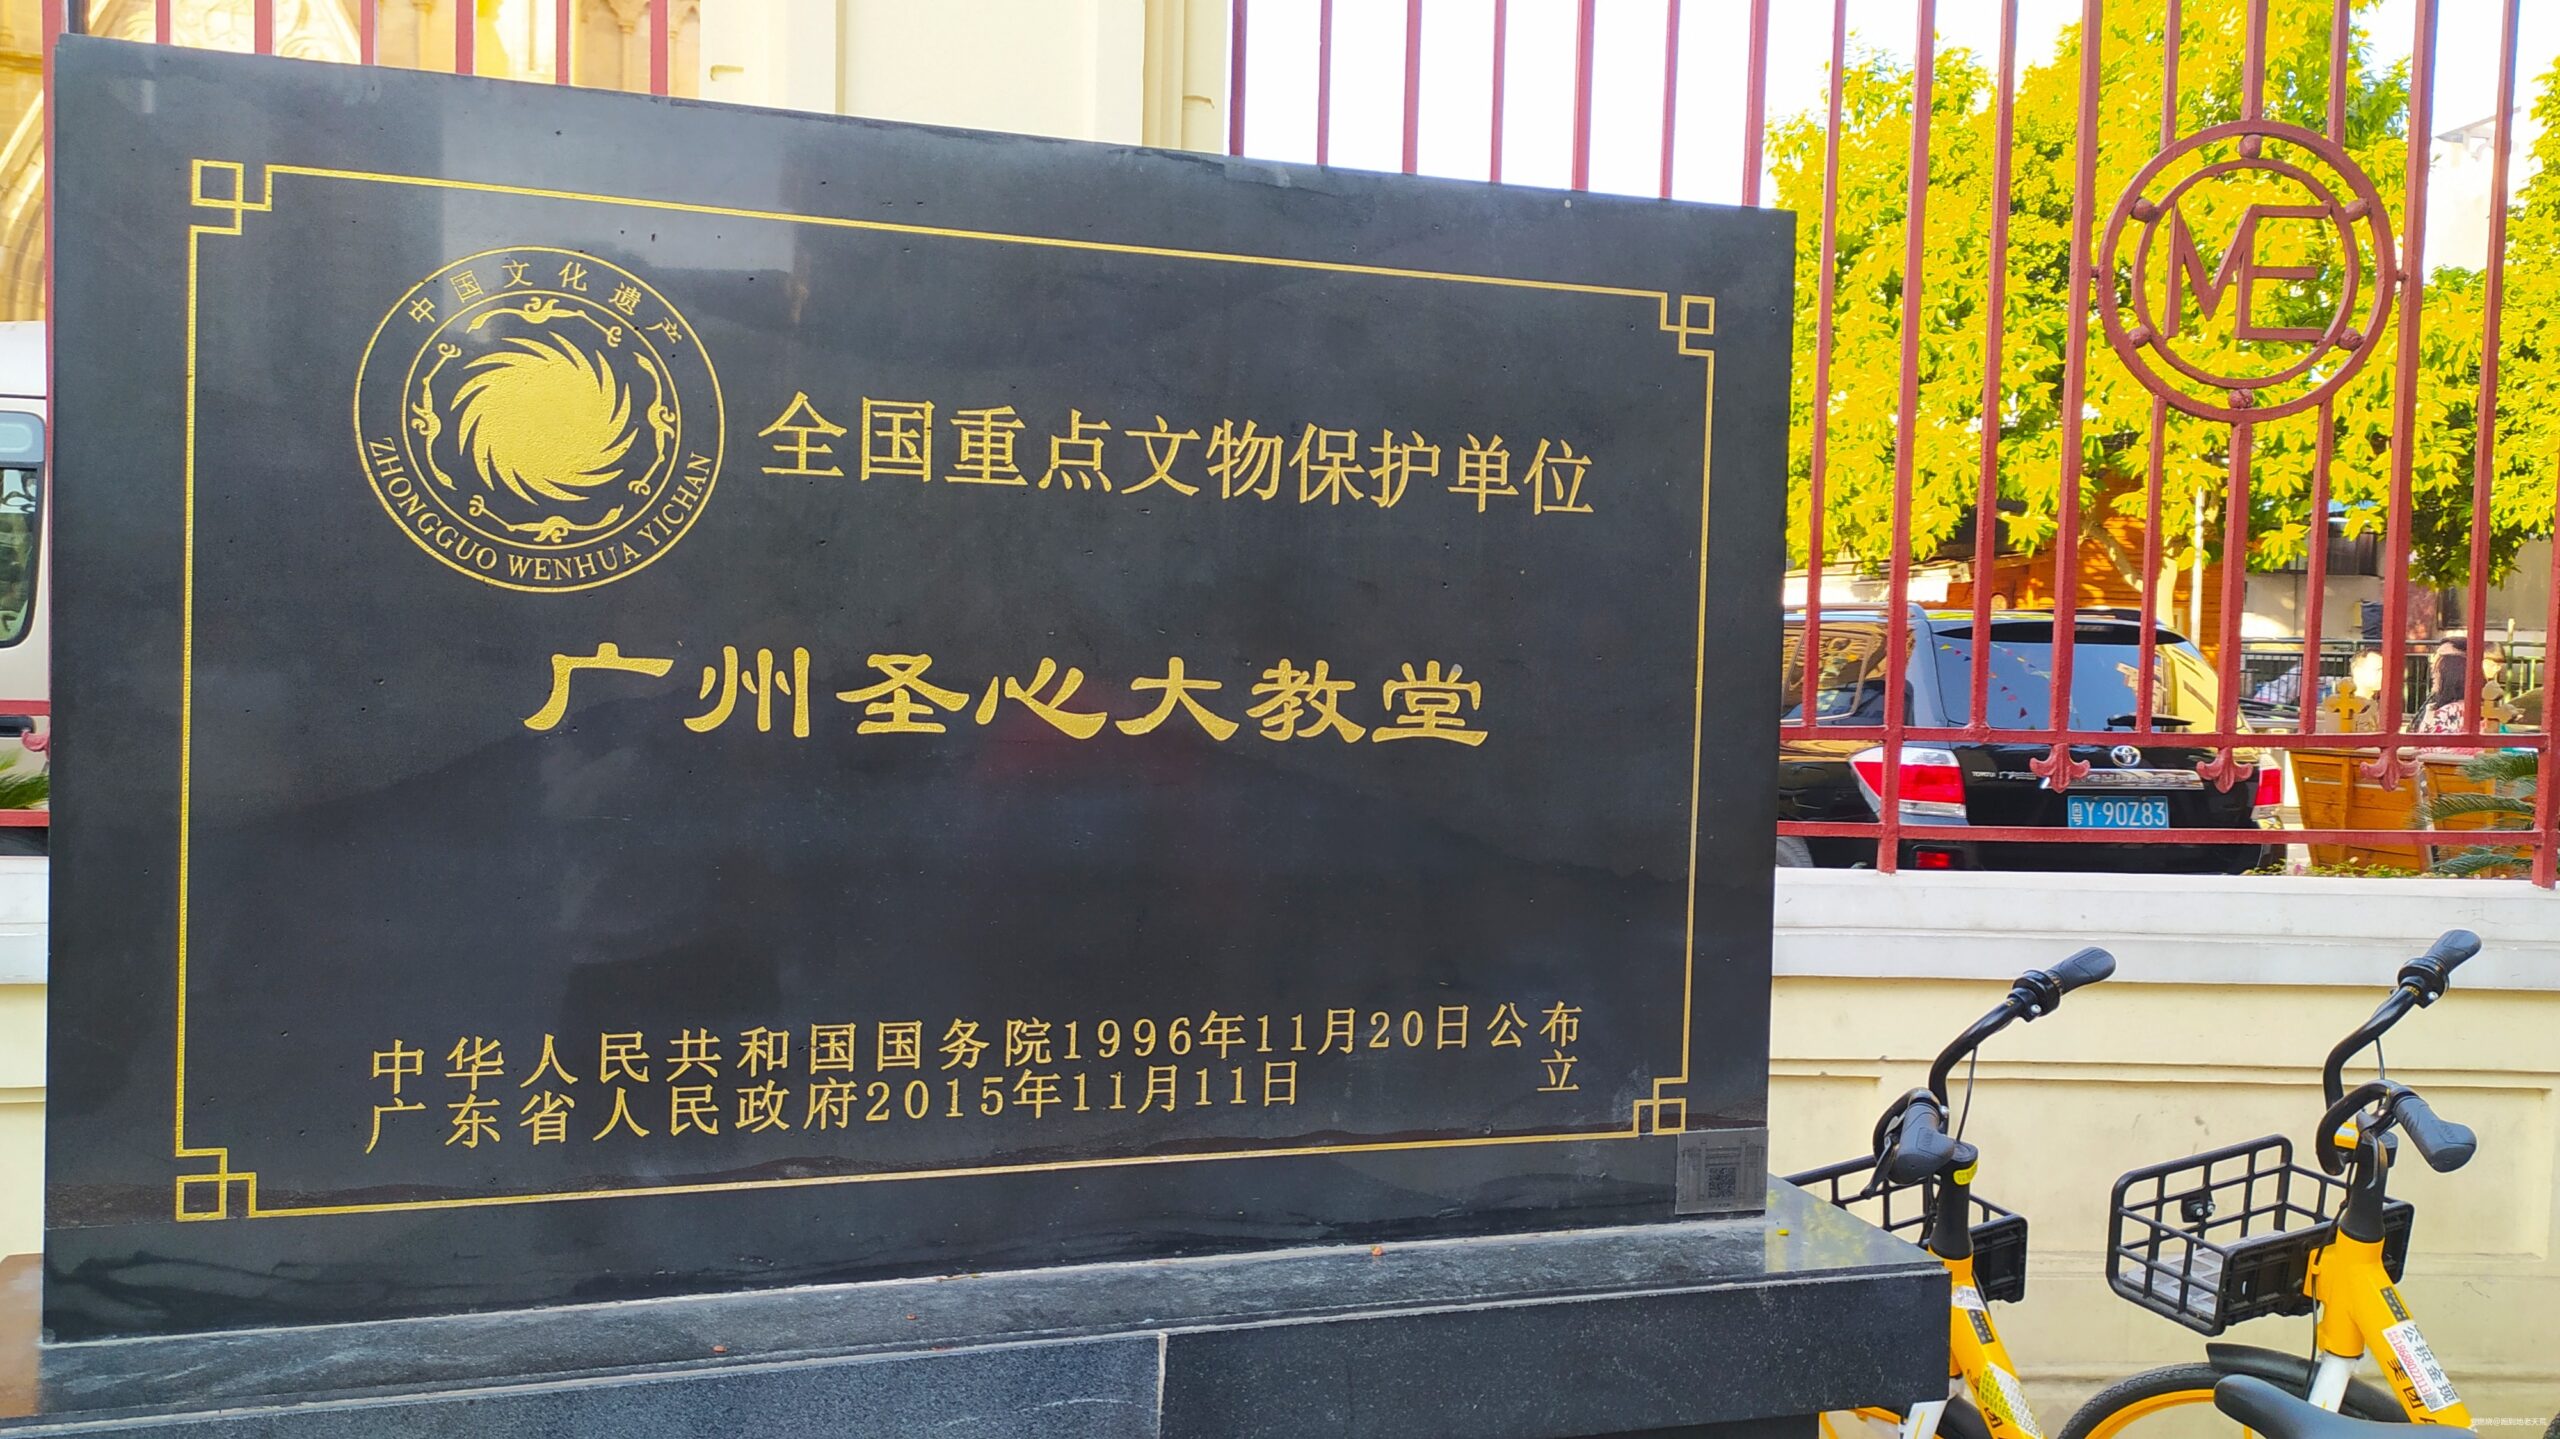 中国文化遗产
ZHONGGUO WENHUA YICHAN
全国重点文物保护单位
广州圣心大教堂
中华人民共和国国务院1996年11月20日公布
广东省人民政府2015年11月11日 立
ME
TOYOTA
粤Y·90Z83
美团